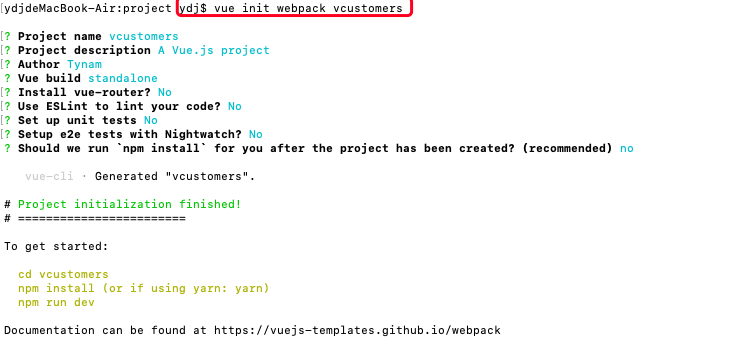 [ydjdeMacBook-Air:project ydj$ vue init webpack vcustomers
[? Project name vcustomers
[? Project description A Vue.js project
[? Author Tynam
? Vue build standalone
[? Install vue-router? No
[? Use ESLint to lint your code? No
[? Set up unit tests No
[? Setup e2e tests with Nightwatch? No
? Should we run `npm install` for you after the project has been created? (recommended) no
vue-cli · Generated "vcustomers".
# Project initialization finished!
# ========================
To get started:
cd vcustomers
npm install (or if using yarn: yarn)
npm run dev
Documentation can be found at https://vuejs-templates.github.io/webpack